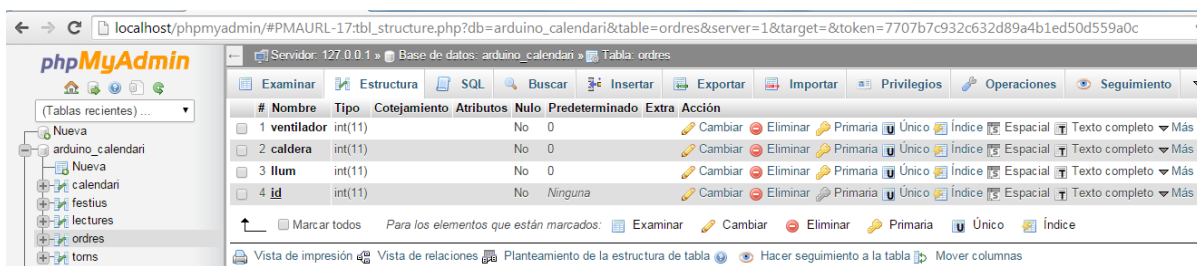 localhost/phpmyadmin/#PMAURL-17:tbl_structure.php?db=arduino_calendari&table=ordres&server=1&target=&token=7707b7c932c632d89a4b1ed50d559a0c
phpMyAdmin
(Tablas recientes) ...
Nueva
arduino_calendari
Nueva
calendari
festius
lectures
ordres
torns
Servidor: 127.0.0.1 » Base de datos: arduino_calendari » Tabla: ordres
Examinar Estructura SQL Buscar Insertar Exportar Importar Privilegios Operaciones Seguimiento
# Nombre Tipo Cotejamiento Atributos Nulo Predeterminado Extra Acción
1 ventilador int(11) No 0 Cambiar Eliminar Primaria Único Índice Espacial Texto completo Más
2 caldera int(11) No 0 Cambiar Eliminar Primaria Único Índice Espacial Texto completo Más
3 llum int(11) No 0 Cambiar Eliminar Primaria Único Índice Espacial Texto completo Más
4 id int(11) No Ninguna Cambiar Eliminar Primaria Único Índice Espacial Texto completo Más
Marcar todos Para los elementos que están marcados: Examinar Cambiar Eliminar Primaria Único Índice
Vista de impresión Vista de relaciones Planteamiento de la estructura de tabla Hacer seguimiento a la tabla Mover columnas